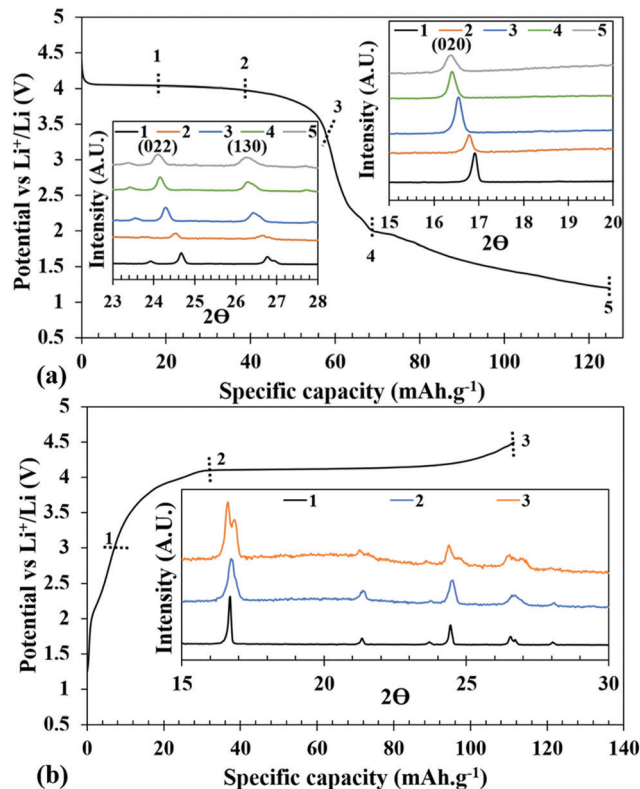 5
4.5
4
3.5
3
2.5
2
1.5
1
0.5
Potential vs Li⁺/Li (V)
1
2
3
4
5
1 2 3 4 5
(022) (130)
Intensity (A.U.)
23 24 25 26 27 28
2Ɵ
1 2 3 4 5
(020)
Intensity (A.U.)
15 16 17 18 19 20
2Ɵ
0 20 40 60 80 100 120
(a)
Specific capacity (mAh.g⁻¹)
5
4.5
4
3.5
3
2.5
2
1.5
1
0.5
Potential vs Li⁺/Li (V)
1
2
3
1 2 3
Intensity (A.U.)
15 20 25 30
2Ɵ
0 20 40 60 80 100 120 140
(b)
Specific capacity (mAh.g⁻¹)